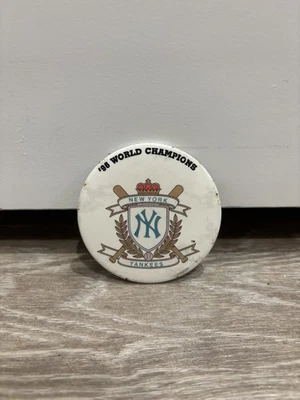 '98 WORLD CHAMPIONS
NEW YORK
NY
YANKEES